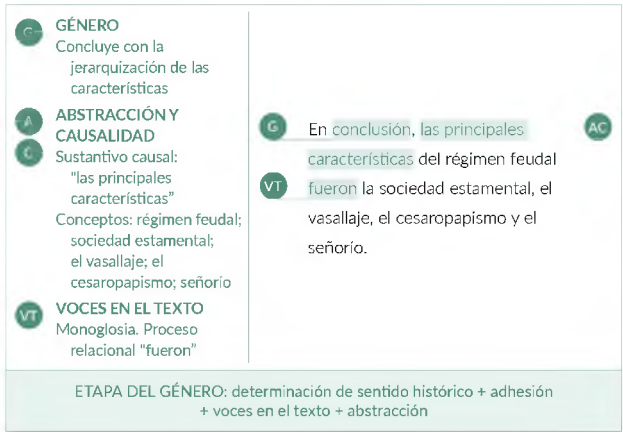 G
GÉNERO
Concluye con la
jerarquización de las
características
A
ABSTRACCIÓN Y
C
CAUSALIDAD
Sustantivo causal:
"las principales
características"
Conceptos: régimen feudal;
sociedad estamental;
el vasallaje; el
cesaropapismo; señorío
VT
VOCES EN EL TEXTO
Monoglosia. Proceso
relacional "fueron"
G
En conclusión, las principales
AC
características del régimen feudal
VT
fueron la sociedad estamental, el
vasallaje, el cesaropapismo y el
señorío.
ETAPA DEL GÉNERO: determinación de sentido histórico + adhesión
+ voces en el texto + abstracción